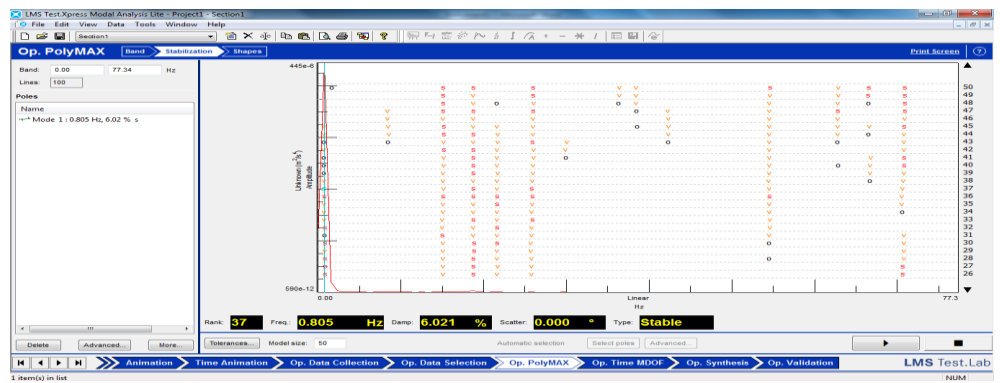 LMS Test.Xpress Modal Analysis Lite - Project1 - Section1
File Edit View Data Tools Window Help
Section1
Op. PolyMAX Band Stabilization Shapes Print Screen
Band: 0.00 77.34 Hz
Lines: 100
Poles
Name
Mode 1 : 0.805 Hz, 6.02 % s
445e-6
Amplitude
590e-12
0.00 Linear 77.3
Hz
50
49
48
47
46
45
44
43
42
41
40
39
38
37
36
35
34
33
32
31
30
29
28
27
26
Rank: 37 Freq.: 0.805 Hz Damp: 6.021 % Scatter: 0.000 ° Type: Stable
Delete Advanced... More... Tolerances... Model size: 50 Automatic selection Select poles Advanced...
Animation Time Animation Op. Data Collection Op. Data Selection Op. PolyMAX Op. Time MDOF Op. Synthesis Op. Validation LMS Test.Lab
1 item(s) in list NUM